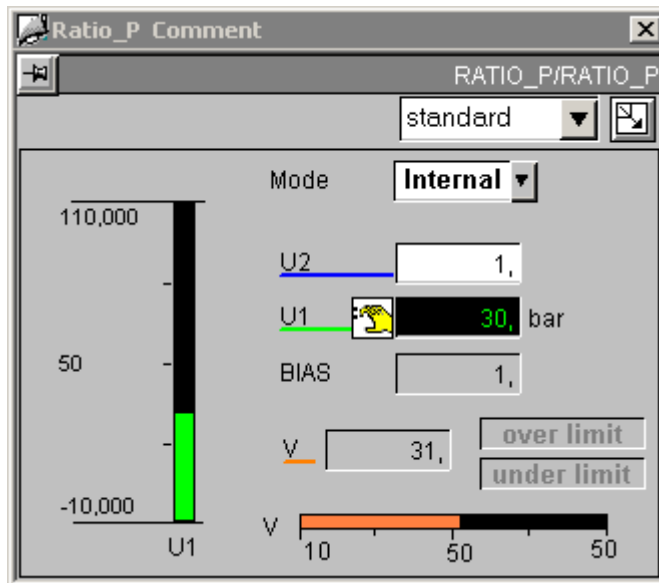 Ratio_P Comment
RATIO_P/RATIO_P
standard
Mode Internal
110,000
U2 1,
U1 30, bar
50
BIAS 1,
V 31, over limit
under limit
-10,000
U1
V
10 50 50